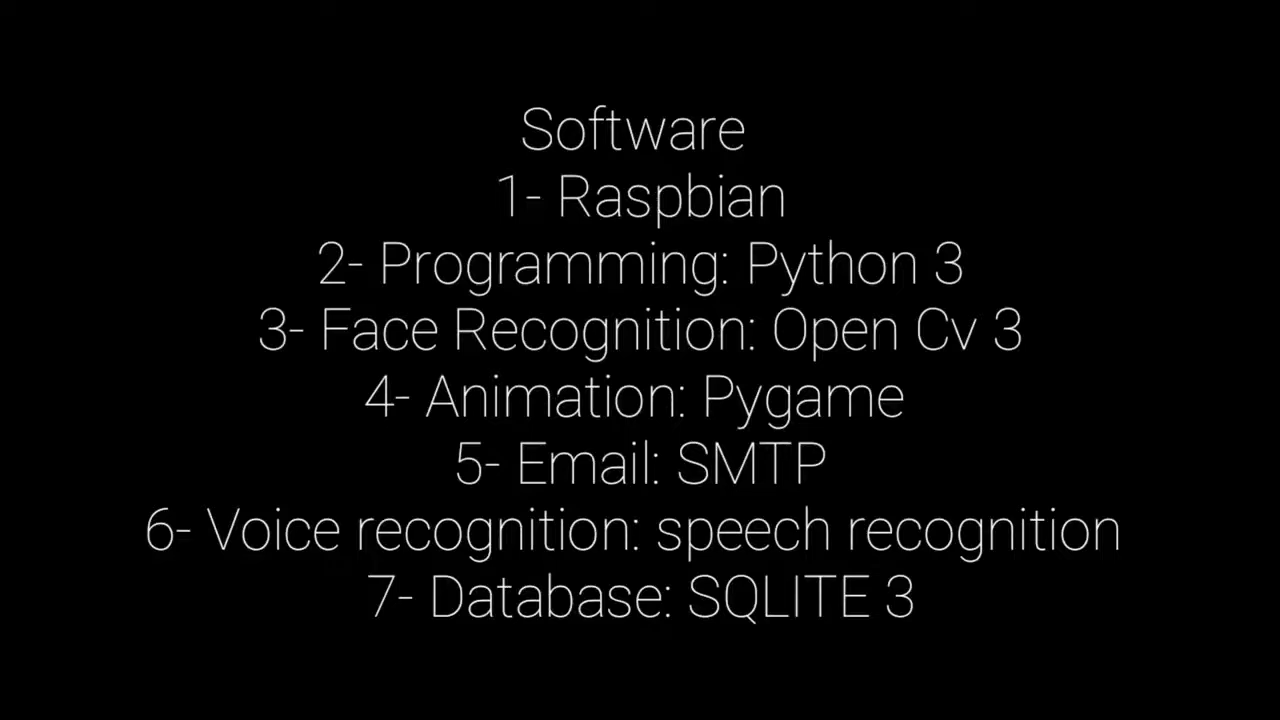 Software
1- Raspbian
2- Programming: Python 3
3- Face Recognition: Open Cv 3
4- Animation: Pygame
5- Email: SMTP
6- Voice recognition: speech recognition
7- Database: SQLITE 3